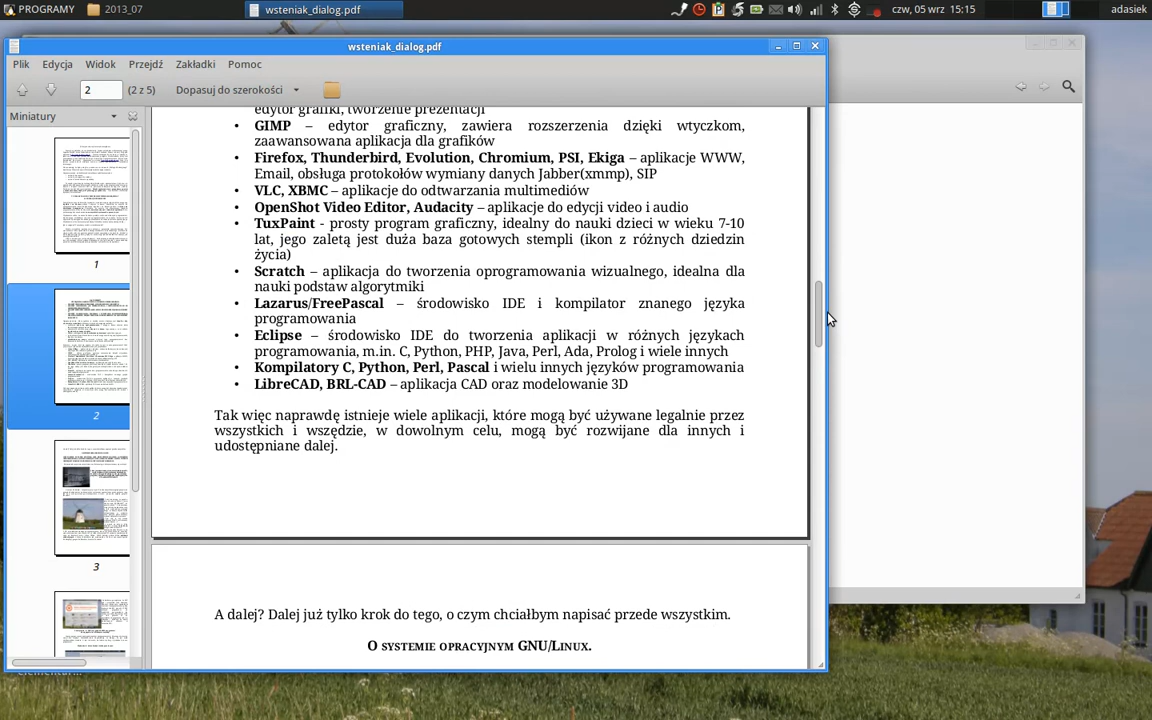 PROGRAMY
2013_07
wsteniak_dialog.pdf
czw, 05 wrz 15:15
adasiek
wsteniak_dialog.pdf
Plik Edycja Widok Przejdź Zakładki Pomoc
2 (2 z 5) Dopasuj do szerokości
Miniatury
1
2
3
edytor grafiki, tworzenie prezentacji
• GIMP – edytor graficzny, zawiera rozszerzenia dzięki wtyczkom,
zaawansowana aplikacja dla grafików
• Firefox, Thunderbird, Evolution, Chromium, PSI, Ekiga – aplikacje WWW,
Email, obsługa protokołów wymiany danych Jabber(xmmp), SIP
• VLC, XBMC – aplikacje do odtwarzania multimediów
• OpenShot Video Editor, Audacity – aplikacje do edycji video i audio
• TuxPaint - prosty program graficzny, idealny do nauki dzieci w wieku 7-10
lat, jego zaletą jest duża baza gotowych stempli (ikon z różnych dziedzin
życia)
• Scratch – aplikacja do tworzenia oprogramowania wizualnego, idealna dla
nauki podstaw algorytmiki
• Lazarus/FreePascal – środowisko IDE i kompilator znanego języka
programowania
• Eclipse – środowisko IDE do tworzenia aplikacji w różnych językach
programowania, m.in. C, Python, PHP, Java, Perl, Ada, Prolog i wiele innych
• Kompilatory C, Python, Perl, Pascal i wielu innych języków programowania
• LibreCAD, BRL-CAD – aplikacja CAD oraz modelowanie 3D
Tak więc naprawdę istnieje wiele aplikacji, które mogą być używane legalnie przez
wszystkich i wszędzie, w dowolnym celu, mogą być rozwijane dla innych i
udostępniane dalej.
A dalej? Dalej już tylko krok do tego, o czym chciałbym napisać przede wszystkim.
O SYSTEMIE OPRACYJNYM GNU/LINUX.